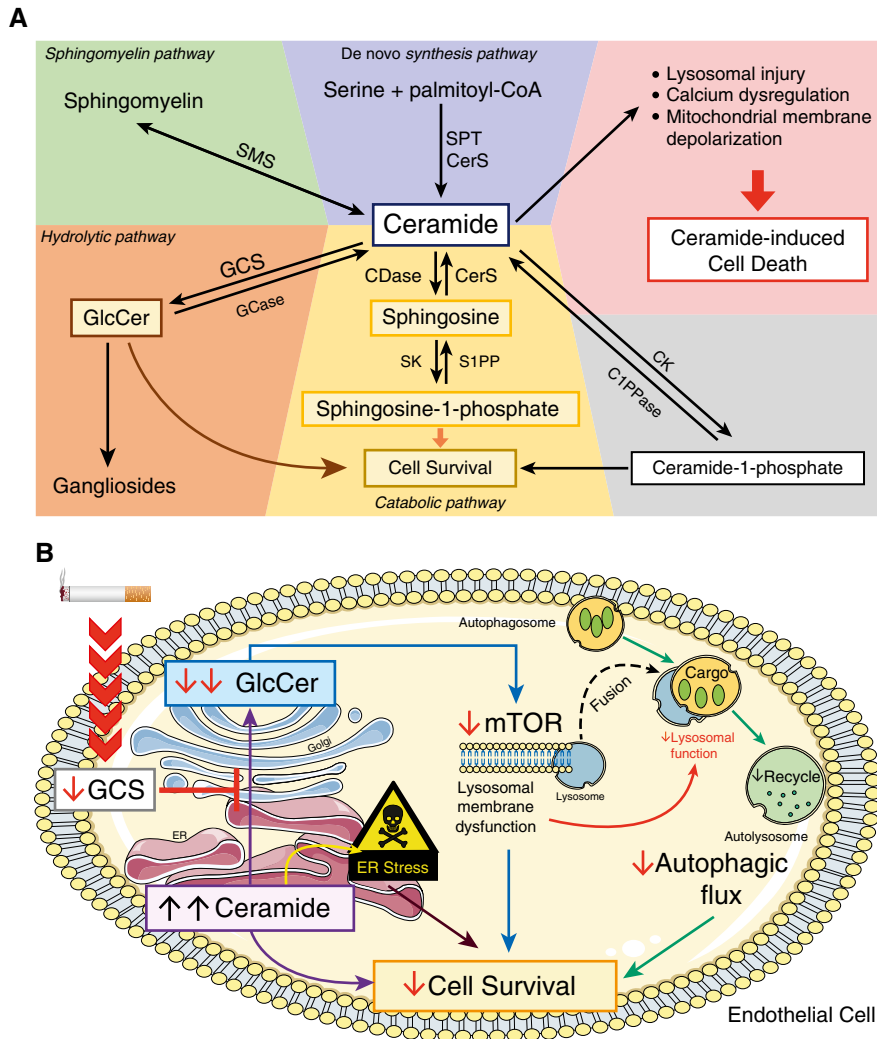 A
Sphingomyelin pathway
De novo synthesis pathway
Sphingomyelin
Serine + palmitoyl-CoA
• Lysosomal injury
• Calcium dysregulation
• Mitochondrial membrane
depolarization
SMS
SPT
CerS
Ceramide
Ceramide-induced
Cell Death
Hydrolytic pathway
GCS
GCase
CDase
CerS
GlcCer
Sphingosine
CK
C1PPase
SK
S1PP
Sphingosine-1-phosphate
Cell Survival
Ceramide-1-phosphate
Gangliosides
Catabolic pathway
B
Autophagosome
↓↓ GlcCer
Cargo
Fusion
↓mTOR
Golgi
↓Lysosomal
function
↓GCS
Lysosome
Lysosomal
membrane
dysfunction
↓Recycle
Autolysosome
ER
ER Stress
↓Autophagic
flux
↑↑Ceramide
↓Cell Survival
Endothelial Cell